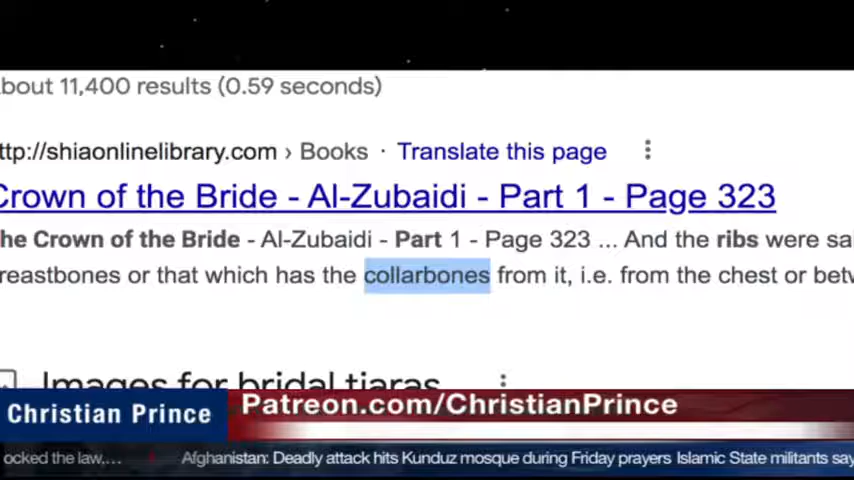 bout 11,400 results (0.59 seconds)
ttp://shiaonlinelibrary.com › Books · Translate this page
Crown of the Bride - Al-Zubaidi - Part 1 - Page 323
he Crown of the Bride - Al-Zubaidi - Part 1 - Page 323 ... And the ribs were sa
reastbones or that which has the collarbones from it, i.e. from the chest or betw
Images for bridal tiaras
Christian Prince
Patreon.com/ChristianPrince
ocked the law,... Afghanistan: Deadly attack hits Kunduz mosque during Friday prayers Islamic State militants say